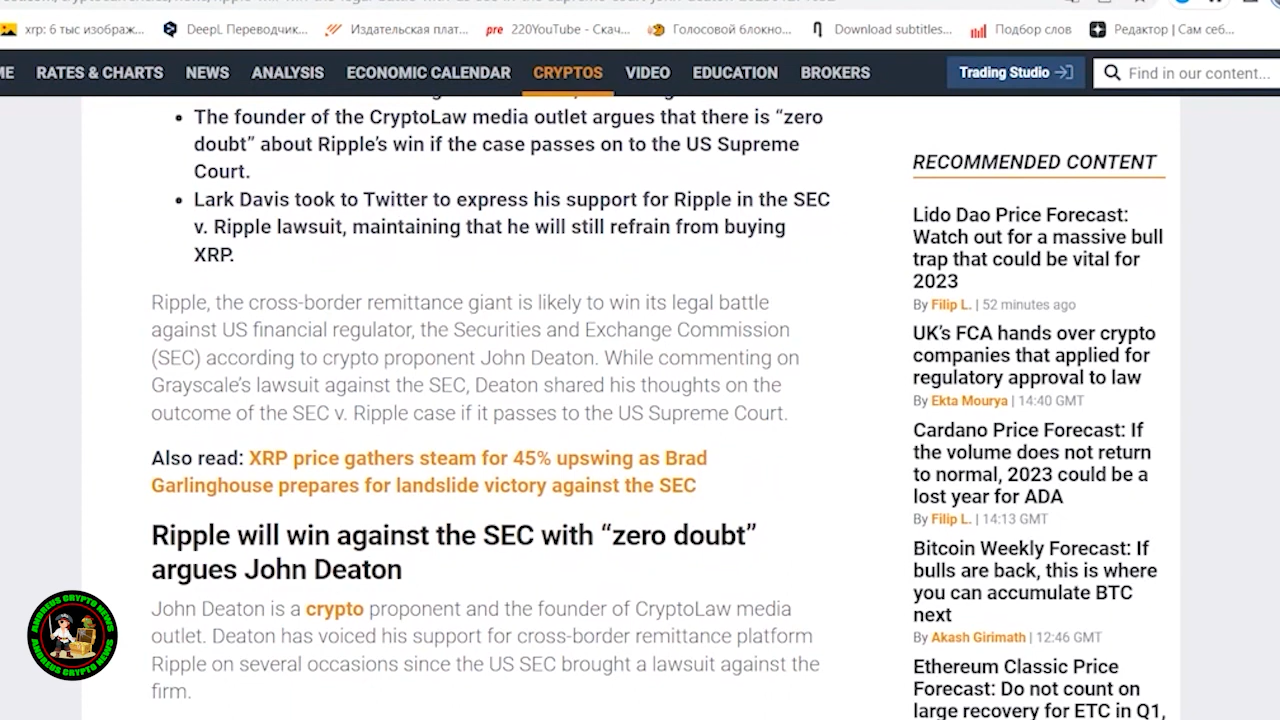 xrp: 6 тыс изображ...
DeepL Переводчик...
Издательская плат...
pre 220YouTube - Скач...
Голосовой блокно...
Download subtitles...
Подбор слов
Редактор | Сам себ...
ME RATES & CHARTS NEWS ANALYSIS ECONOMIC CALENDAR CRYPTOS VIDEO EDUCATION BROKERS Trading Studio Find in our content...
The founder of the CryptoLaw media outlet argues that there is “zero
doubt” about Ripple’s win if the case passes on to the US Supreme
Court.
Lark Davis took to Twitter to express his support for Ripple in the SEC
v. Ripple lawsuit, maintaining that he will still refrain from buying
XRP.
Ripple, the cross-border remittance giant is likely to win its legal battle
against US financial regulator, the Securities and Exchange Commission
(SEC) according to crypto proponent John Deaton. While commenting on
Grayscale’s lawsuit against the SEC, Deaton shared his thoughts on the
outcome of the SEC v. Ripple case if it passes to the US Supreme Court.
Also read: XRP price gathers steam for 45% upswing as Brad
Garlinghouse prepares for landslide victory against the SEC
Ripple will win against the SEC with “zero doubt”
argues John Deaton
John Deaton is a crypto proponent and the founder of CryptoLaw media
outlet. Deaton has voiced his support for cross-border remittance platform
Ripple on several occasions since the US SEC brought a lawsuit against the
firm.
RECOMMENDED CONTENT
Lido Dao Price Forecast:
Watch out for a massive bull
trap that could be vital for
2023
By Filip L. | 52 minutes ago
UK’s FCA hands over crypto
companies that applied for
regulatory approval to law
By Ekta Mourya | 14:40 GMT
Cardano Price Forecast: If
the volume does not return
to normal, 2023 could be a
lost year for ADA
By Filip L. | 14:13 GMT
Bitcoin Weekly Forecast: If
bulls are back, this is where
you can accumulate BTC
next
By Akash Girimath | 12:46 GMT
Ethereum Classic Price
Forecast: Do not count on
large recovery for ETC in Q1,
ANDREUS CRYPTO NEWS
ANDREUS CRYPTO NEWS